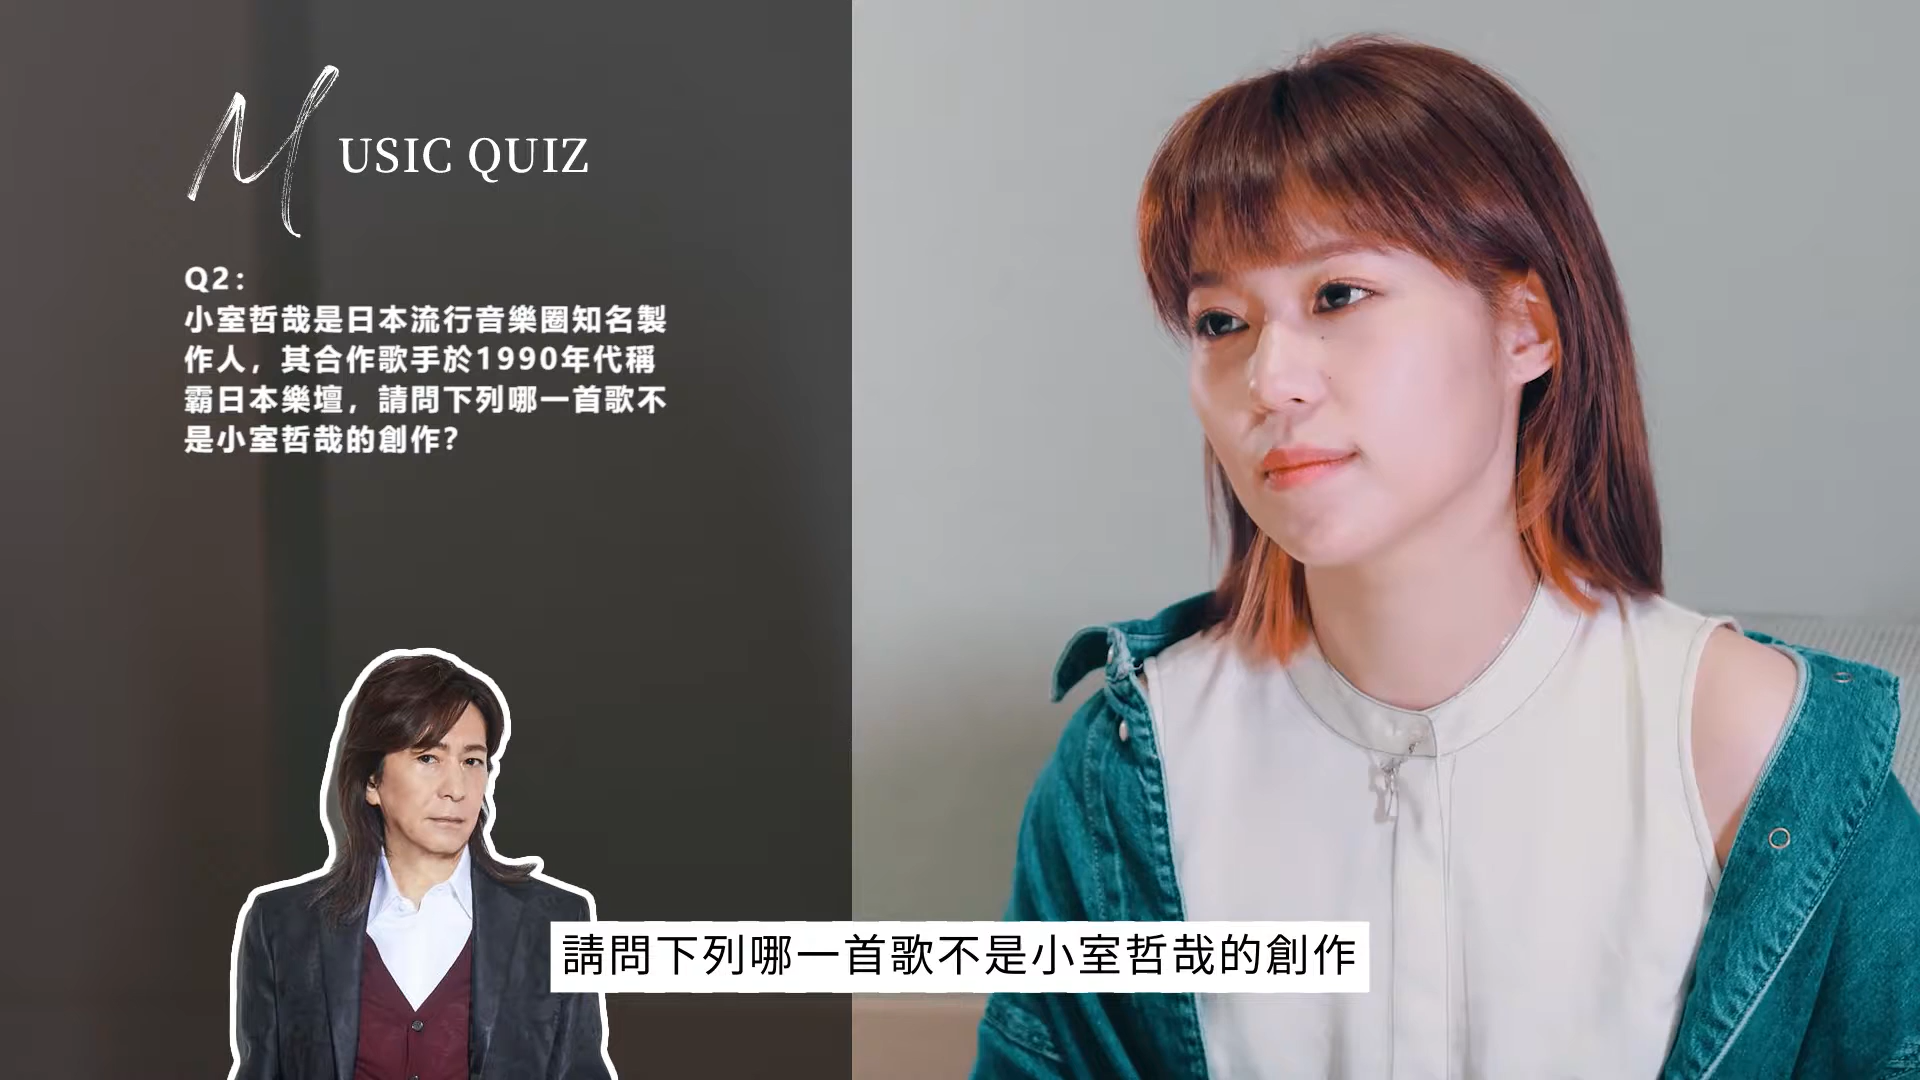 MUSIC QUIZ
Q2：
小室哲哉是日本流行音樂圈知名製
作人，其合作歌手於1990年代稱
霸日本樂壇，請問下列哪一首歌不
是小室哲哉的創作？
請問下列哪一首歌不是小室哲哉的創作